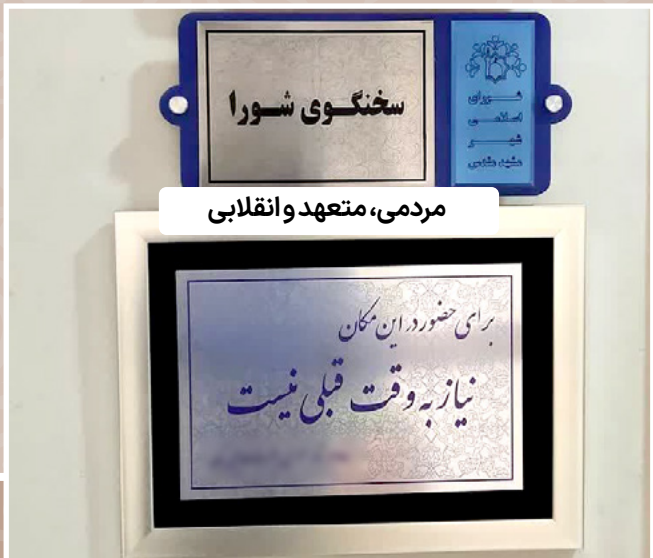 سخنگوی شورا
شورای
اسلامی
شهر
مشهد مقدس
مردمی، متعهد و انقلابی
برای حضور در این مکان
نیاز به وقت قبلی نیست